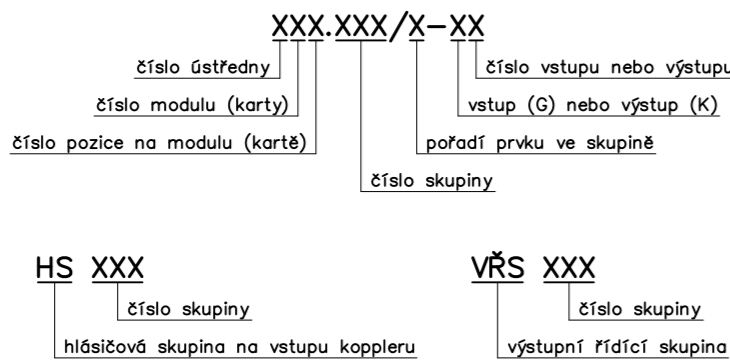 XXX.XXX/X-XX
číslo ústředny
číslo vstupu nebo výstupu
číslo modulu (karty)
vstup (G) nebo výstup (K)
číslo pozice na modulu (kartě)
pořadí prvku ve skupině
číslo skupiny
HS XXX
číslo skupiny
hlásičová skupina na vstupu koppleru
VŘS XXX
číslo skupiny
výstupní řídící skupina